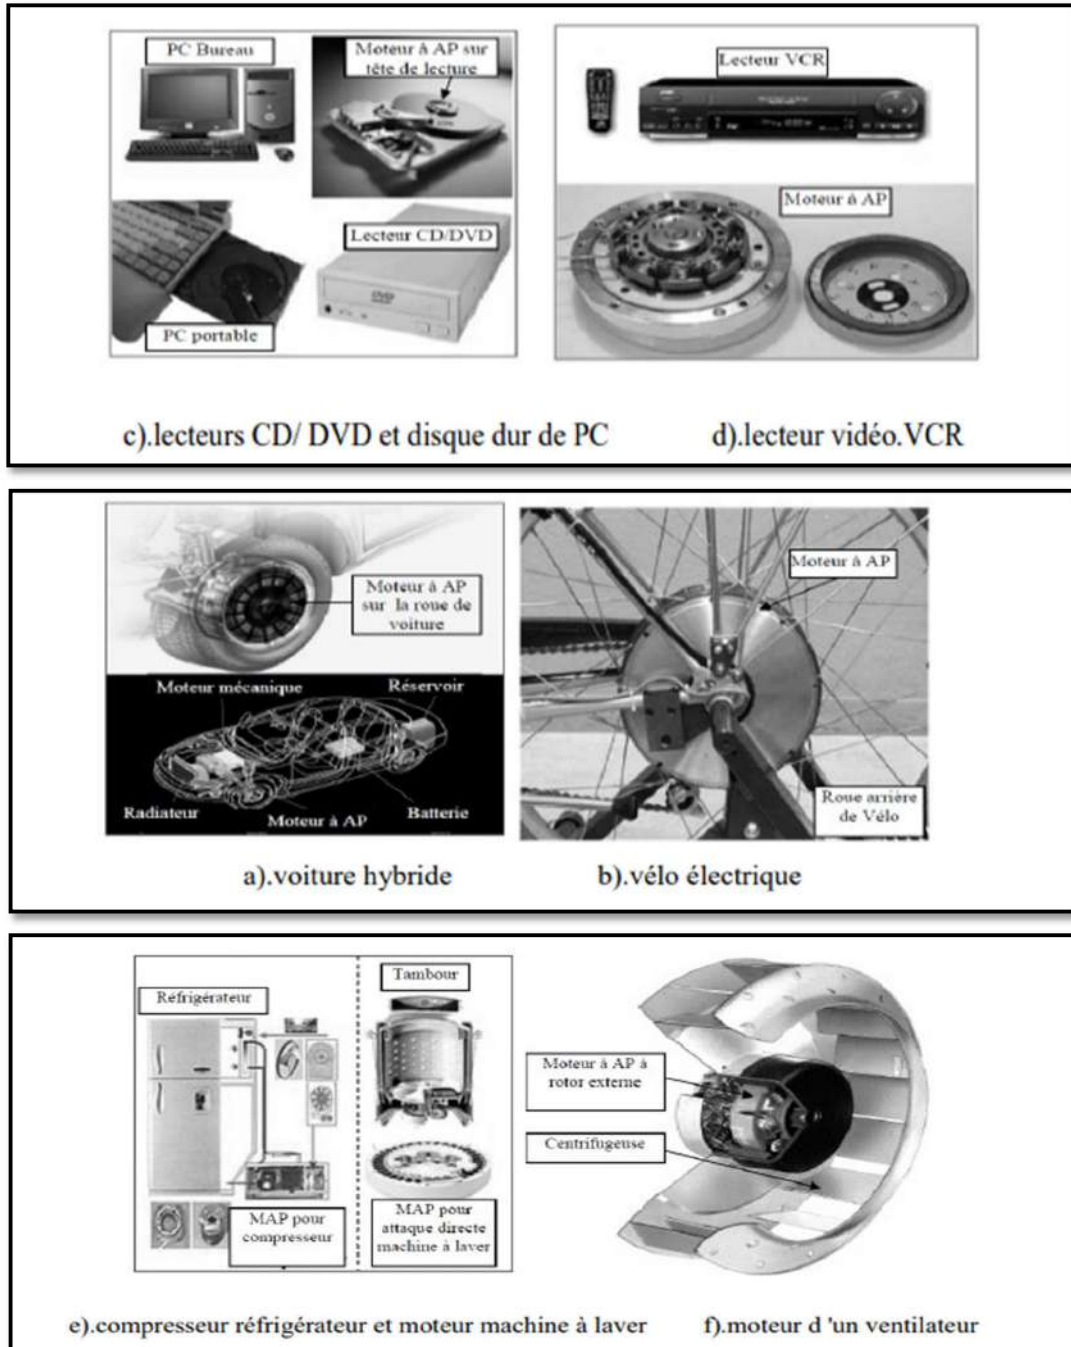 PC Bureau
Moteur à AP sur
tête de lecture
Lecteur CD/DVD
PC portable
Lecteur VCR
Moteur à AP
c).lecteurs CD/ DVD et disque dur de PC
d).lecteur vidéo.VCR
Moteur à AP
sur la roue de
voiture
Moteur mécanique
Réservoir
Radiateur
Moteur à AP
Batterie
Moteur à AP
Roue arrière
de Vélo
a).voiture hybride
b).vélo électrique
Réfrigérateur
Tambour
MAP pour
compresseur
MAP pour
attaque directe
machine à laver
Moteur à AP à
rotor externe
Centrifugeuse
e).compresseur réfrigérateur et moteur machine à laver
f).moteur d 'un ventilateur